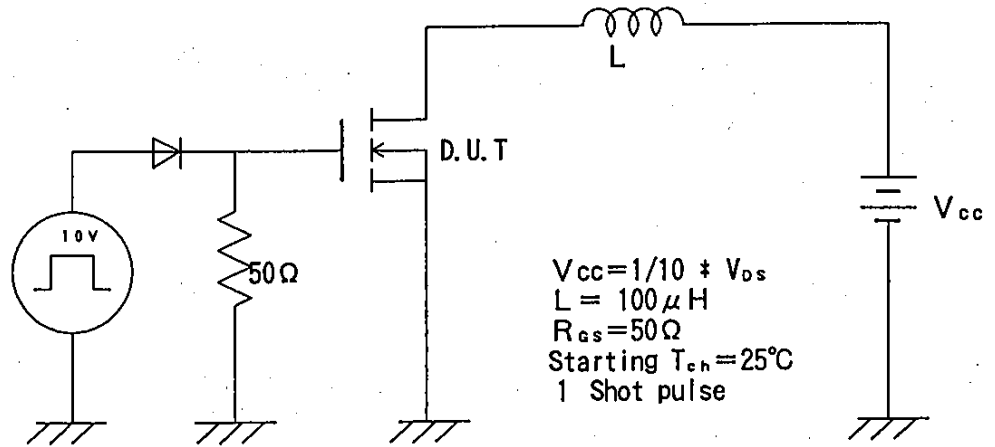 L
D.U.T
10V
50Ω
Vcc
Vcc=1/10 * VDS
L = 100μH
RGS=50Ω
Starting Tch=25℃
1 Shot pulse